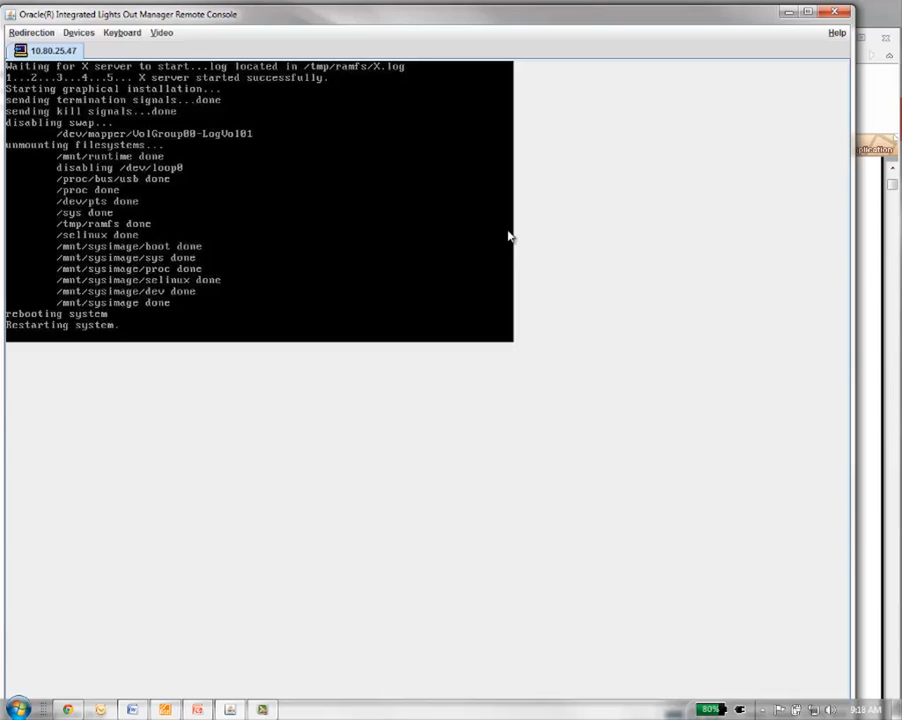 Oracle(R) Integrated Lights Out Manager Remote Console
Redirection Devices Keyboard Video Help
10.80.25.47
Waiting for X server to start...log located in /tmp/ramfs/X.log
1...2...3...4...5... X server started successfully.
Starting graphical installation...
sending termination signals...done
sending kill signals...done
disabling swap...
/dev/mapper/VolGroup00-LogVol01
unmounting filesystems...
/mnt/runtime done
disabling /dev/loop0
/proc/bus/usb done
/proc done
/dev/pts done
/sys done
/tmp/ramfs done
/selinux done
/mnt/sysimage/boot done
/mnt/sysimage/sys done
/mnt/sysimage/proc done
/mnt/sysimage/selinux done
/mnt/sysimage/dev done
/mnt/sysimage done
rebooting system
Restarting system.
plication
80%
9:18 AM